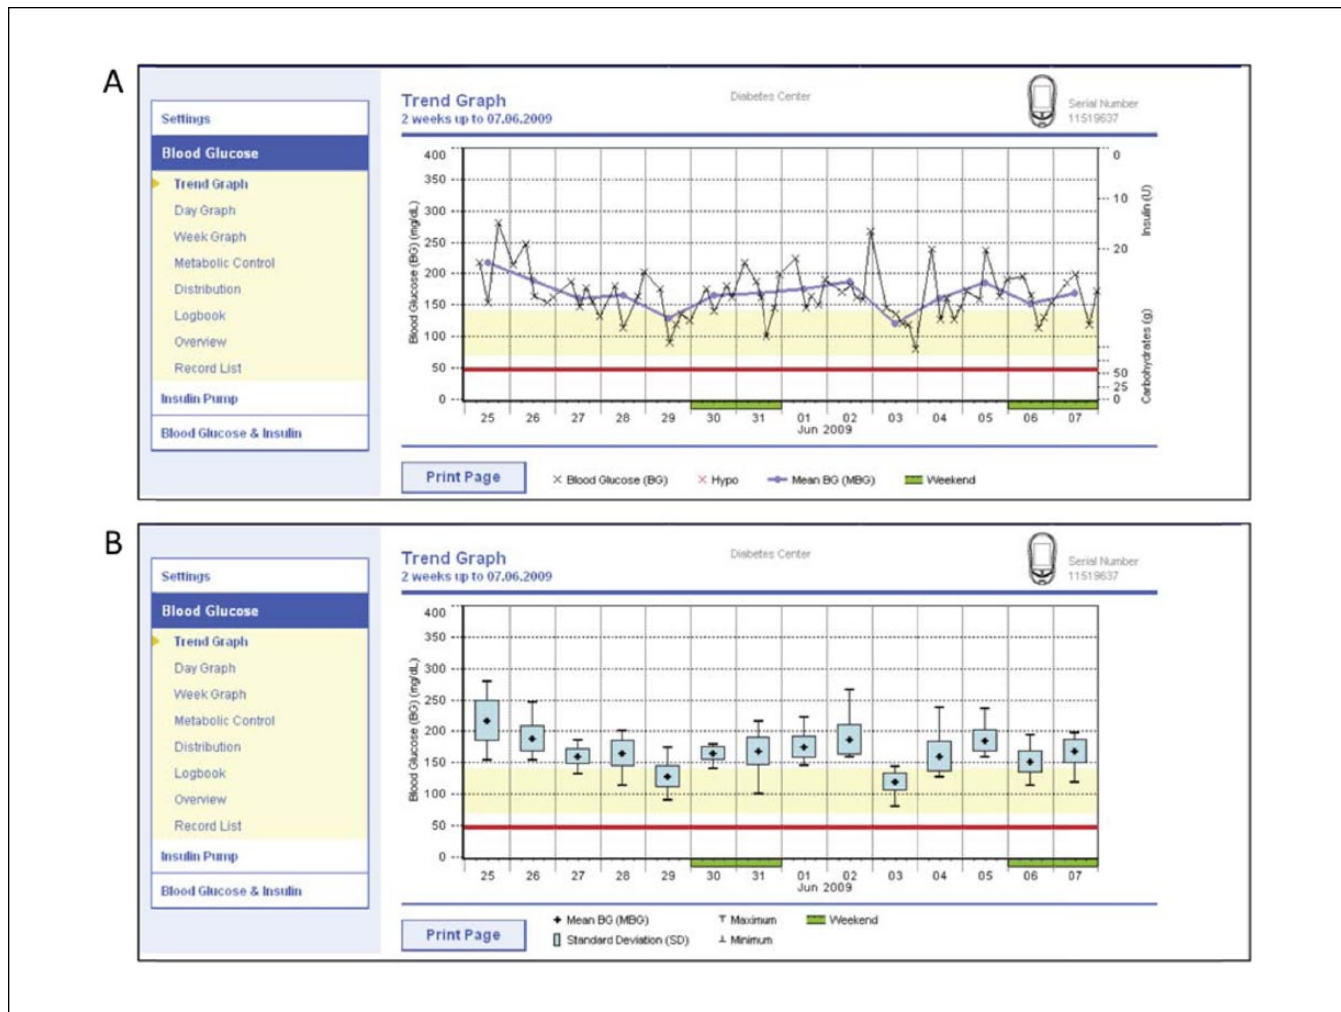 A
Settings
Blood Glucose
Trend Graph
Day Graph
Week Graph
Metabolic Control
Distribution
Logbook
Overview
Record List
Insulin Pump
Blood Glucose & Insulin
Trend Graph
2 weeks up to 07.06.2009
Diabetes Center
Serial Number
11519637
Blood Glucose (BG) (mg/dL)
400
350
300
250
200
150
100
50
0
0
10
20
Insulin (U)
50
25
0
Carbohydrates (g)
25 26 27 28 29 30 31 01 02 03 04 05 06 07
Jun 2009
Print Page
Blood Glucose (BG) Hypo Mean BG (MBG) Weekend
B
Settings
Blood Glucose
Trend Graph
Day Graph
Week Graph
Metabolic Control
Distribution
Logbook
Overview
Record List
Insulin Pump
Blood Glucose & Insulin
Trend Graph
2 weeks up to 07.06.2009
Diabetes Center
Serial Number
11519637
Blood Glucose (BG) (mg/dL)
400
350
300
250
200
150
100
50
0
25 26 27 28 29 30 31 01 02 03 04 05 06 07
Jun 2009
Print Page
Mean BG (MBG) Maximum Weekend
Standard Deviation (SD) Minimum